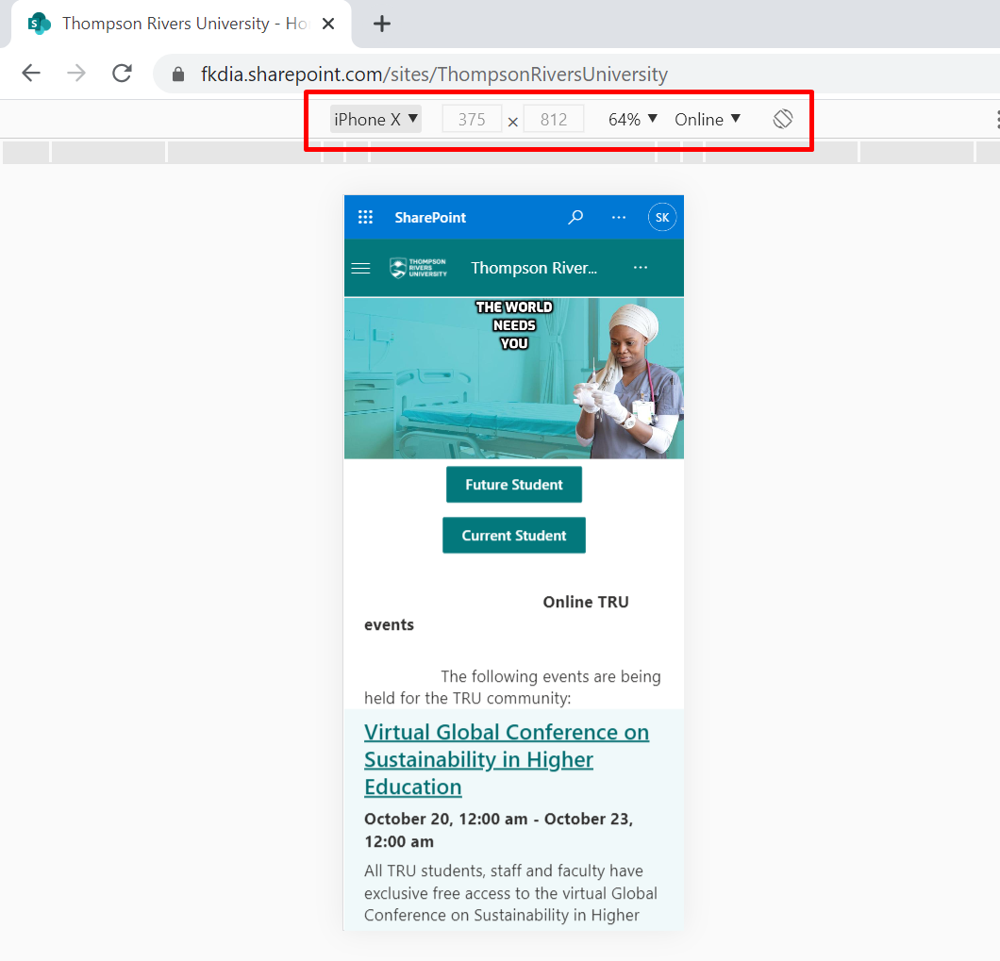 Thompson Rivers University - Ho
fkdia.sharepoint.com/sites/ThompsonRiversUniversity
iPhone X ▼ 375 × 812 64% ▼ Online ▼
SharePoint ... SK
THOMPSON
RIVERS
UNIVERSITY
Thompson River... ...
THE WORLD
NEEDS
YOU
Future Student
Current Student
Online TRU
events
The following events are being
held for the TRU community:
Virtual Global Conference on
Sustainability in Higher
Education
October 20, 12:00 am - October 23,
12:00 am
All TRU students, staff and faculty have
exclusive free access to the virtual Global
Conference on Sustainability in Higher